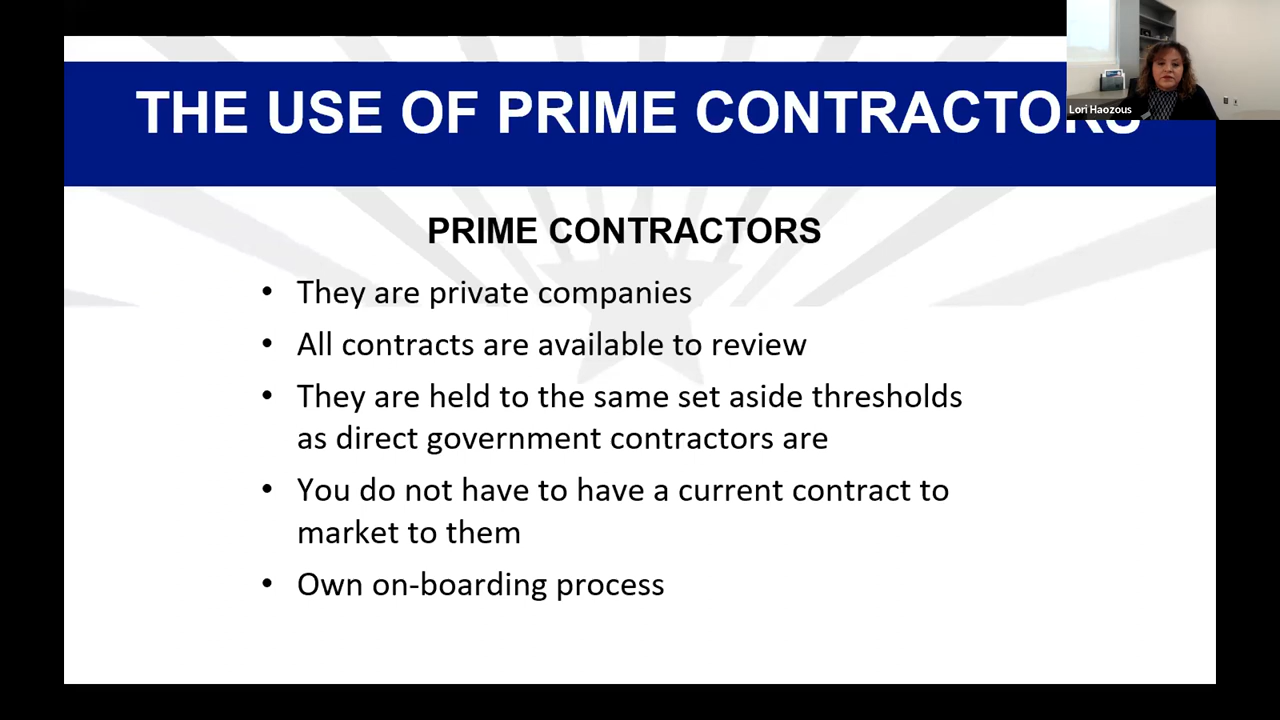 THE USE OF PRIME CONTRACTORS
Lori Haozous
PRIME CONTRACTORS
• They are private companies
• All contracts are available to review
• They are held to the same set aside thresholds
as direct government contractors are
• You do not have to have a current contract to
market to them
• Own on-boarding process